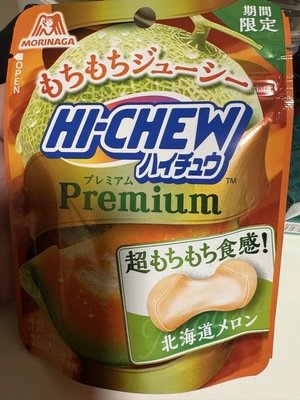 MORINAGA
期間
限定
OPEN
もちもちジューシー
HI-CHEW
ハイチュウ
TM
プレミアム
Premium
超もちもち食感!
北海道メロン